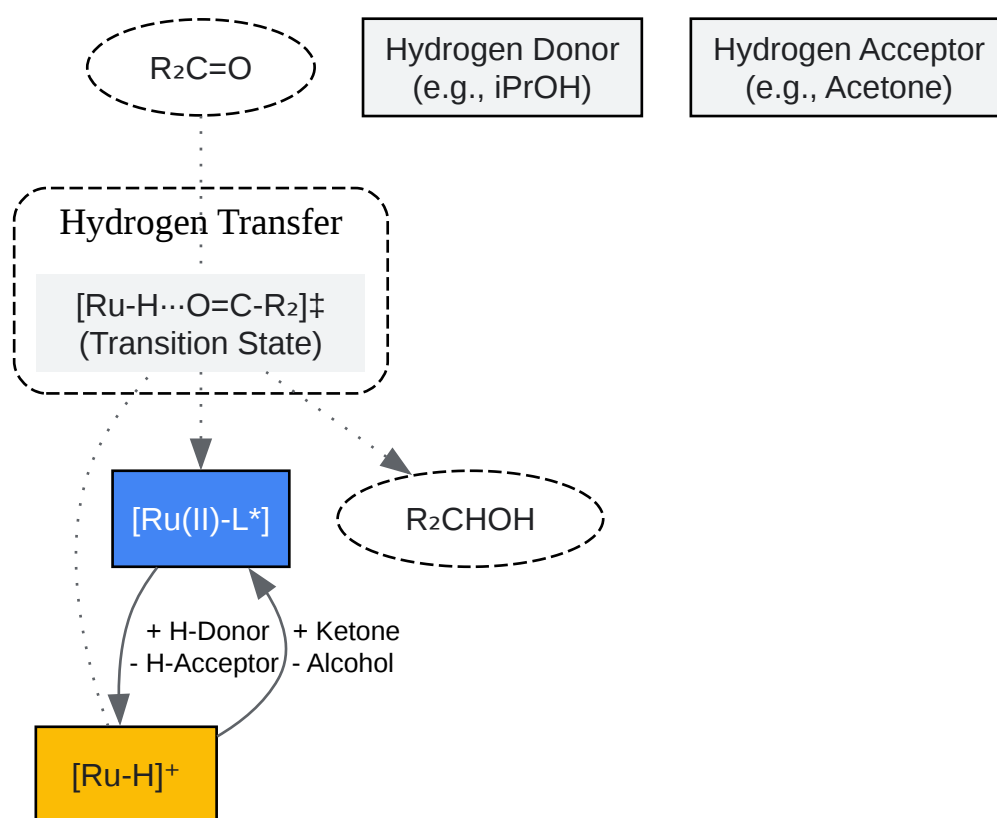 R₂C=O
Hydrogen Donor
(e.g., iPrOH)
Hydrogen Acceptor
(e.g., Acetone)
Hydrogen Transfer
[Ru-H···O=C-R₂]‡
(Transition State)
[Ru(II)-L*]
R₂CHOH
+ H-Donor
- H-Acceptor
+ Ketone
- Alcohol
[Ru-H]⁺